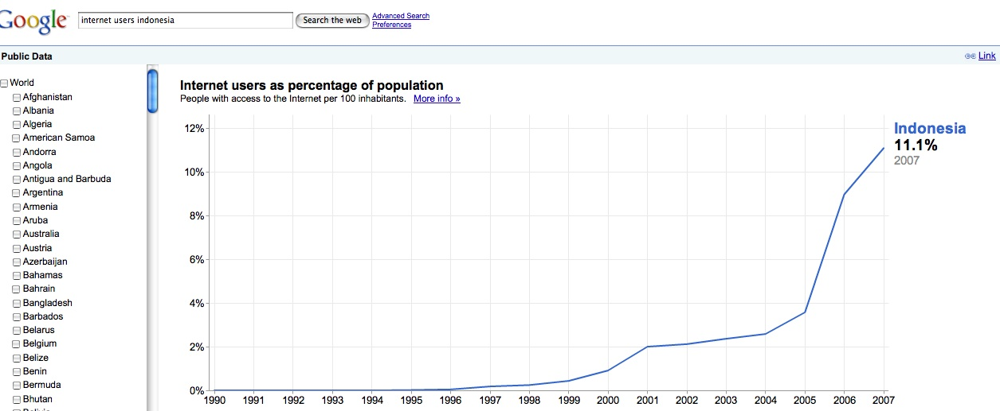 Google
internet users indonesia
Search the web
Advanced Search
Preferences
Public Data
Link
World
Afghanistan
Albania
Algeria
American Samoa
Andorra
Angola
Antigua and Barbuda
Argentina
Armenia
Aruba
Australia
Austria
Azerbaijan
Bahamas
Bahrain
Bangladesh
Barbados
Belarus
Belgium
Belize
Benin
Bermuda
Bhutan
Internet users as percentage of population
People with access to the Internet per 100 inhabitants. More info »
12%
10%
8%
6%
4%
2%
0%
1990 1991 1992 1993 1994 1995 1996 1997 1998 1999 2000 2001 2002 2003 2004 2005 2006 2007
Indonesia
11.1%
2007